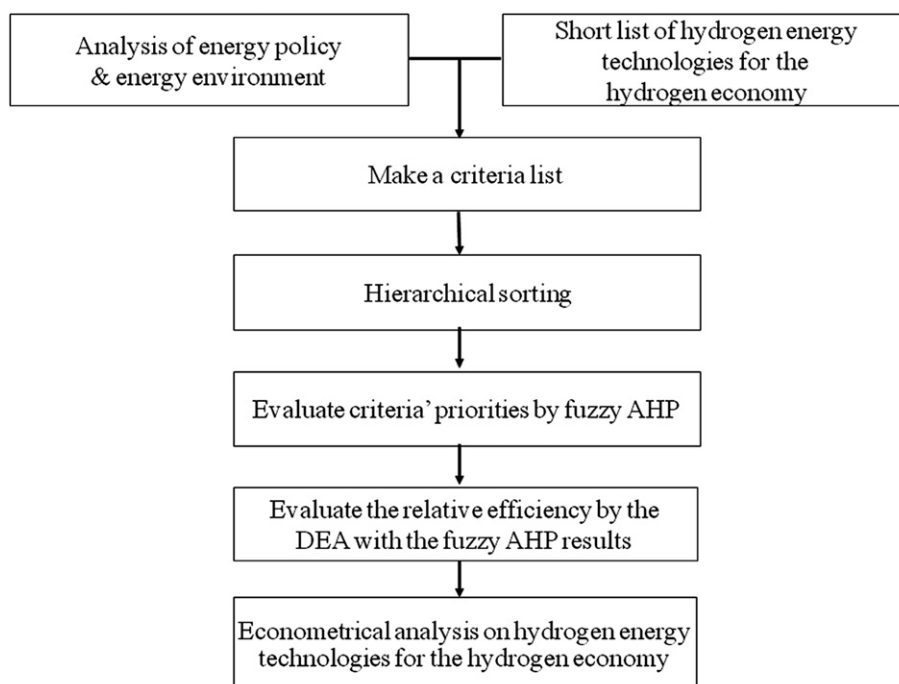 Analysis of energy policy
& energy environment
Short list of hydrogen energy
technologies for the
hydrogen economy
Make a criteria list
Hierarchical sorting
Evaluate criteria’ priorities by fuzzy AHP
Evaluate the relative efficiency by the
DEA with the fuzzy AHP results
Econometrical analysis on hydrogen energy
technologies for the hydrogen economy